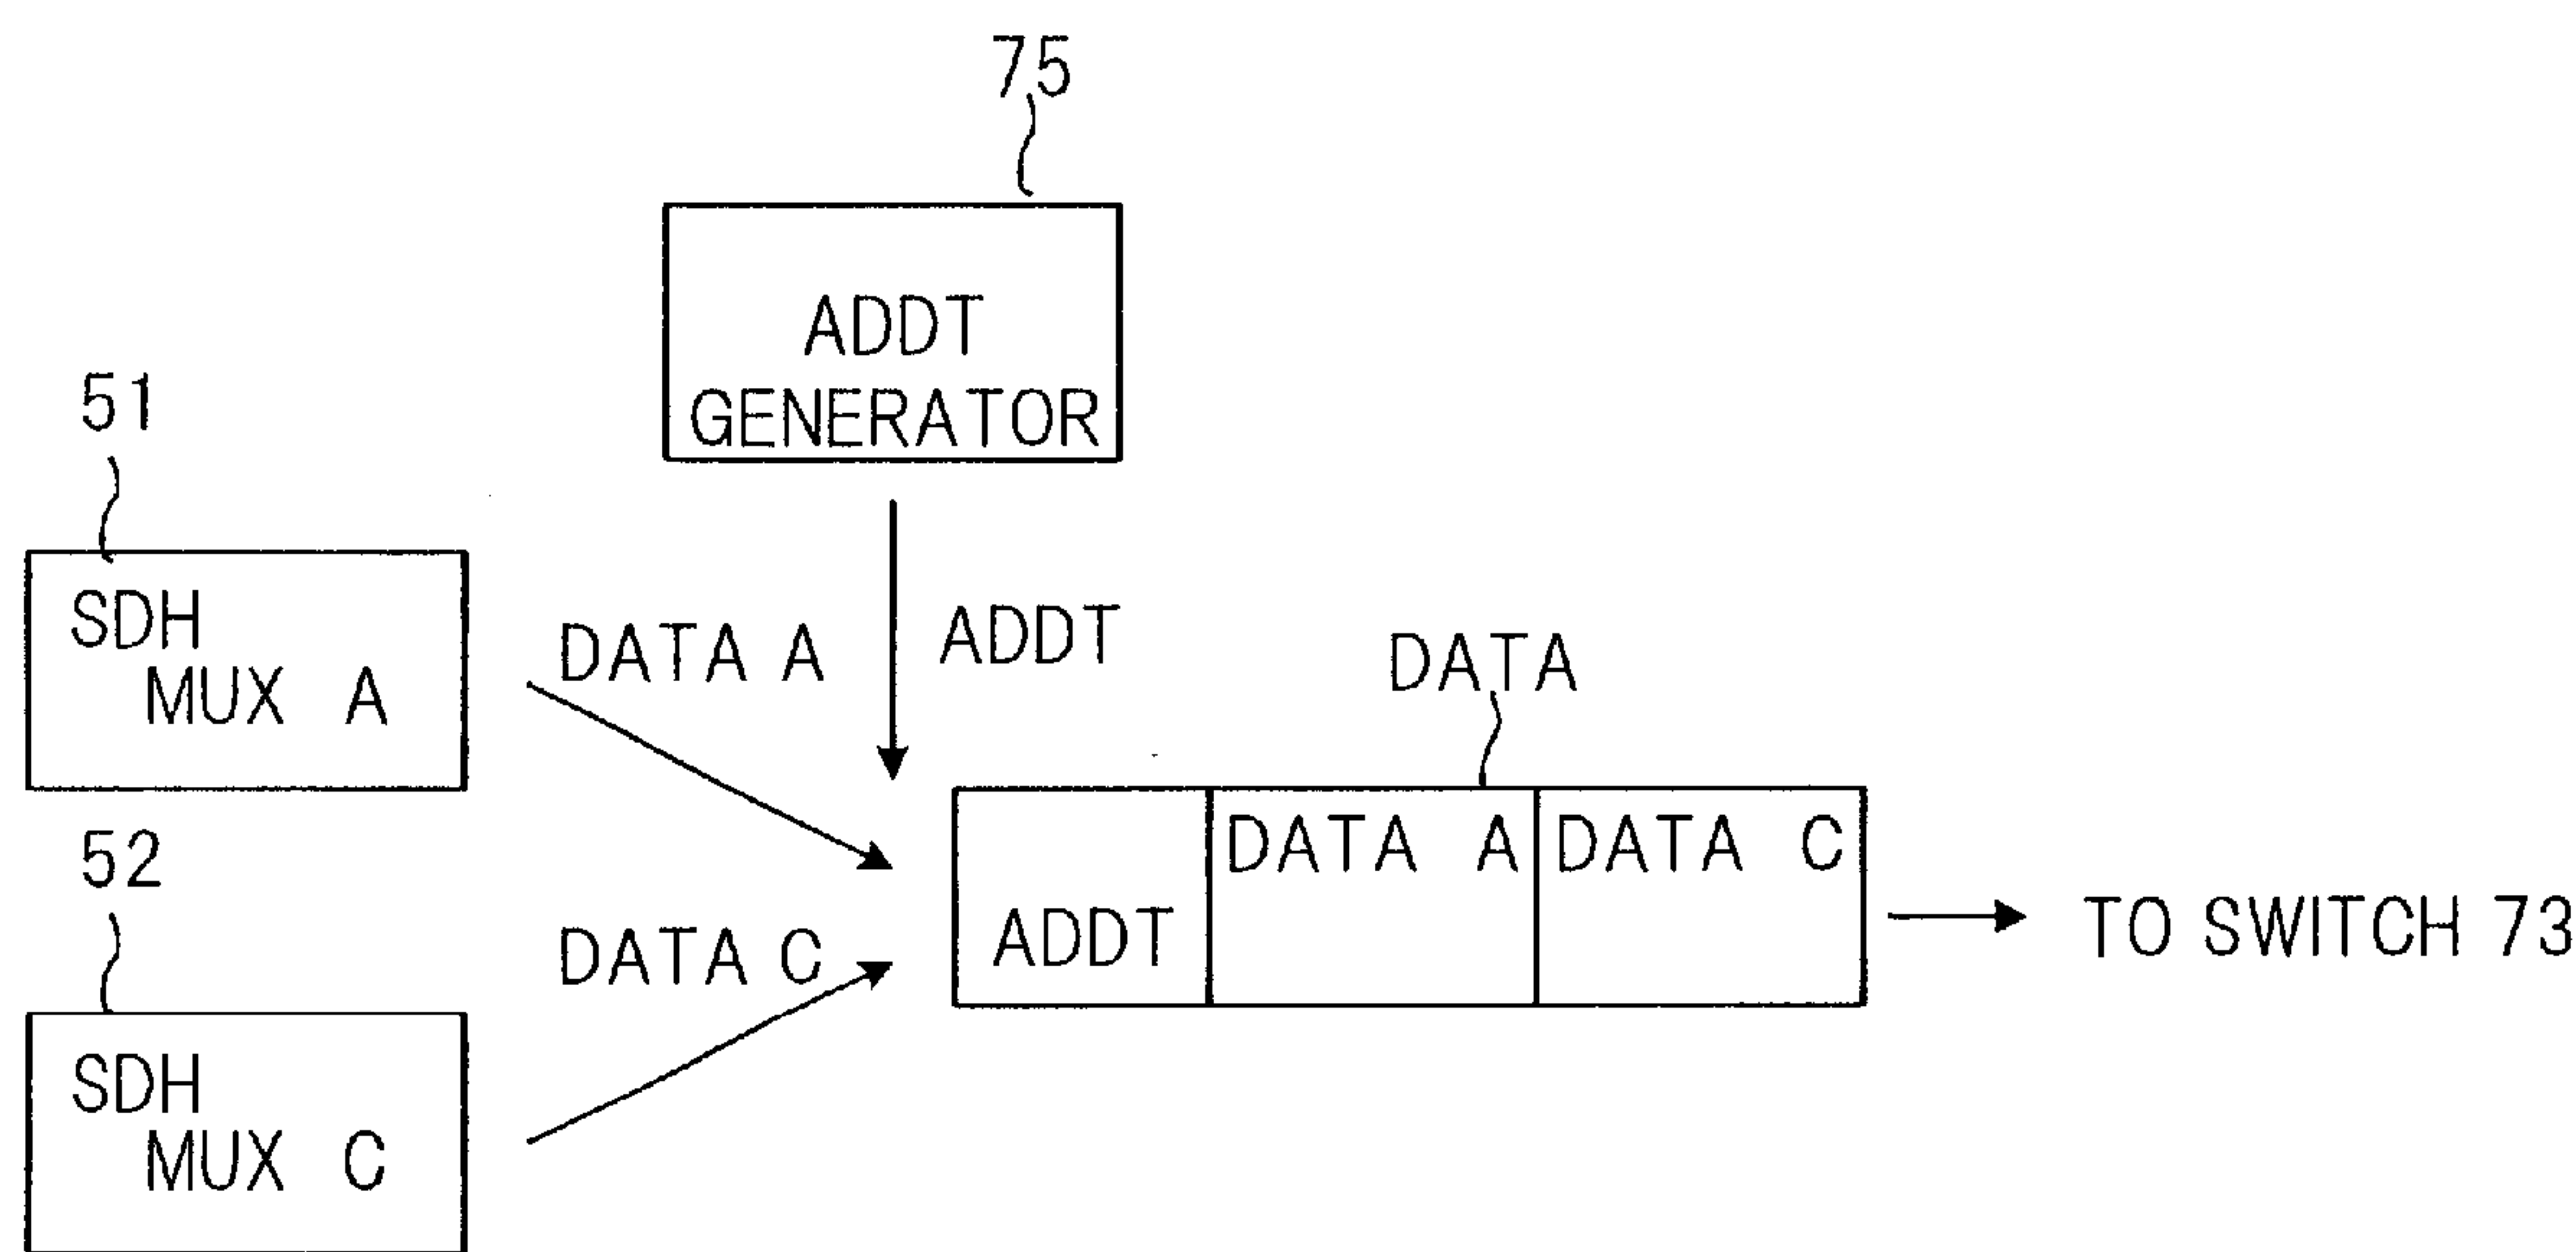 75
ADDT
GENERATOR
51
SDH
MUX A
DATA A
ADDT
DATA
52
DATA A
DATA C
ADDT
DATA C
TO SWITCH 73
SDH
MUX C